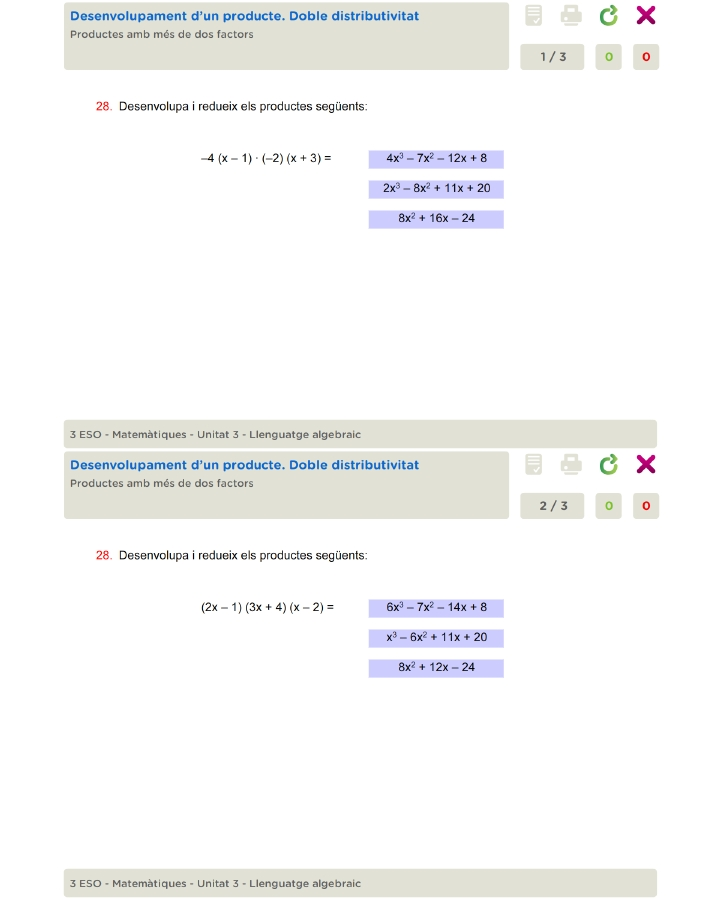 Desenvolupament d'un producte. Doble distributivitat
Productes amb més de dos factors
1 / 3 0 0
28. Desenvolupa i redueix els productes següents:
–4 (x – 1) · (–2) (x + 3) = 4x³ – 7x² – 12x + 8
2x³ – 8x² + 11x + 20
8x² + 16x – 24
3 ESO - Matemàtiques - Unitat 3 - Llenguatge algebraic
Desenvolupament d'un producte. Doble distributivitat
Productes amb més de dos factors
2 / 3 0 0
28. Desenvolupa i redueix els productes següents:
(2x – 1) (3x + 4) (x – 2) = 6x³ – 7x² – 14x + 8
x³ – 6x² + 11x + 20
8x² + 12x – 24
3 ESO - Matemàtiques - Unitat 3 - Llenguatge algebraic